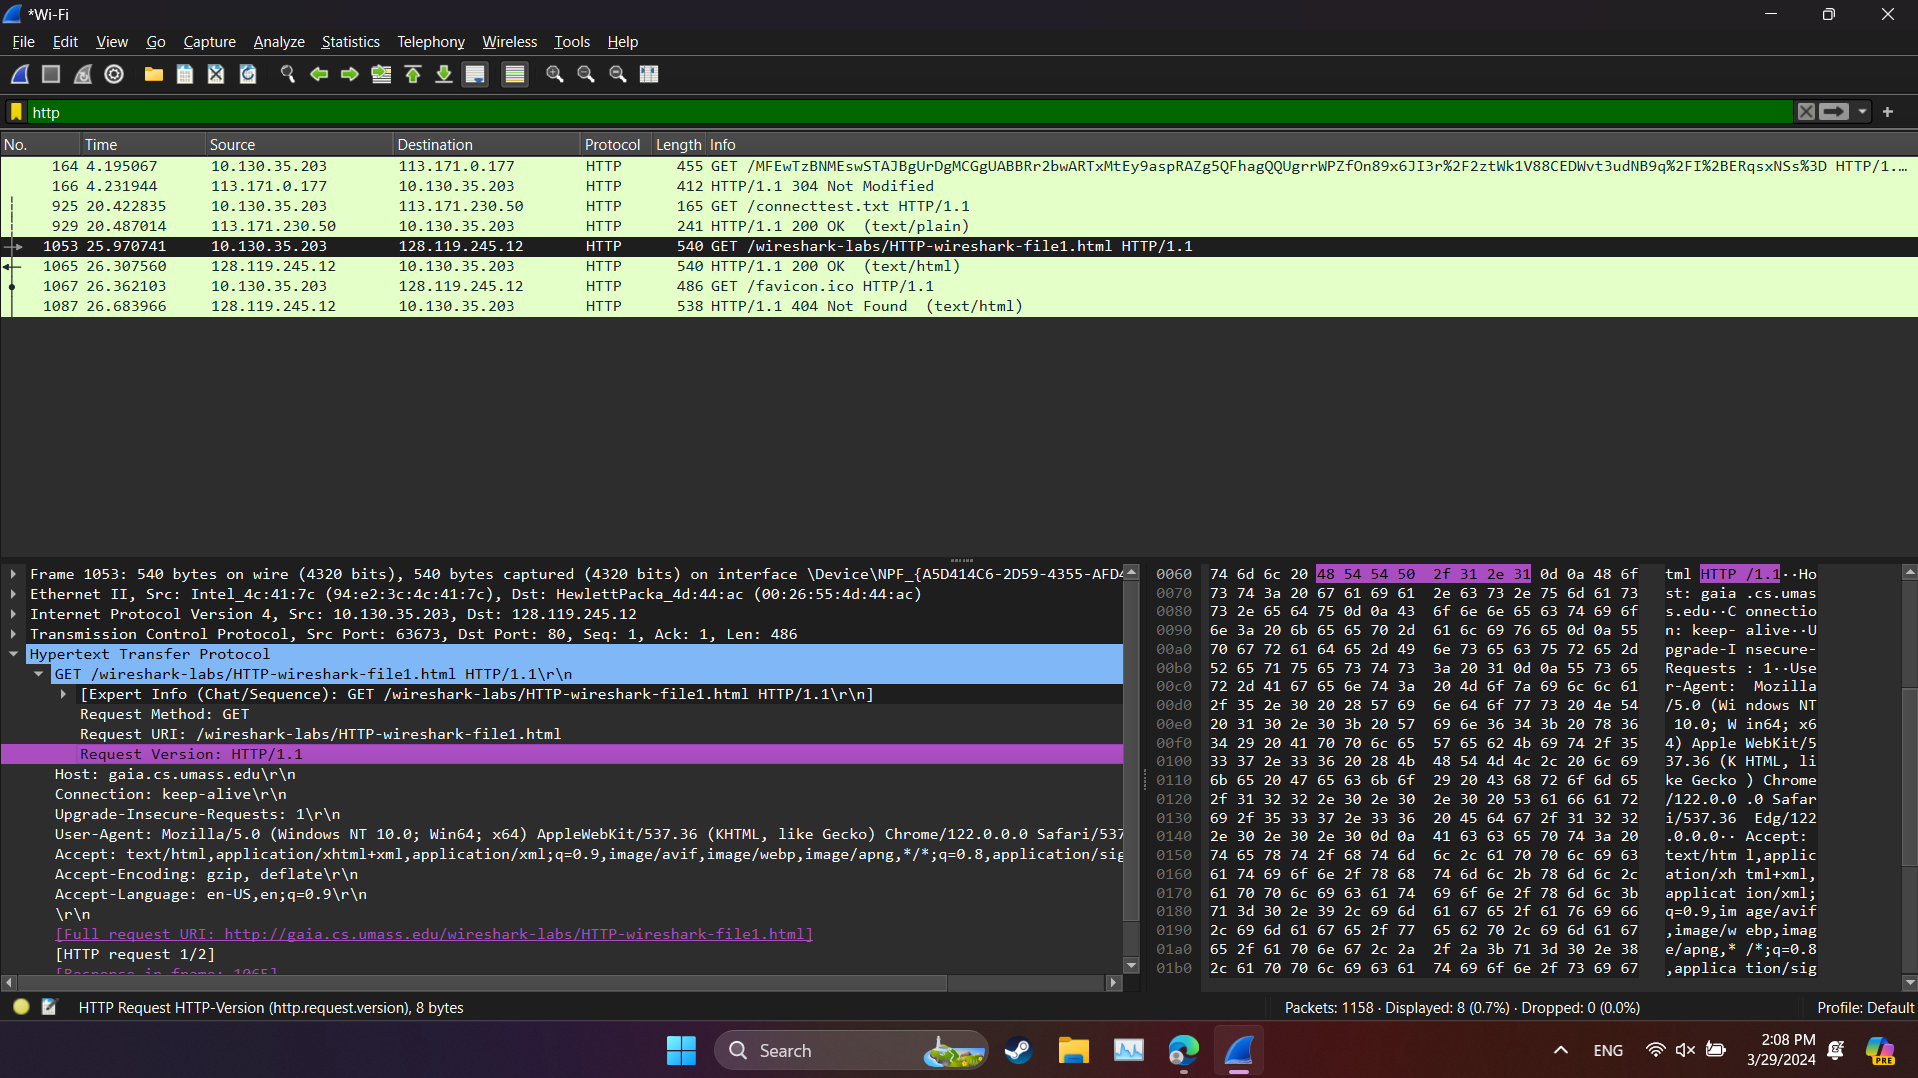 *Wi-Fi
File Edit View Go Capture Analyze Statistics Telephony Wireless Tools Help
http
No. Time Source Destination Protocol Length Info
164 4.195067 10.130.35.203 113.171.0.177 HTTP 455 GET /MFEwTzBNMEswSTAJBgUrDgMCGgUABBRr2bwARTxMtEy9aspRAZg5QFhagQQUgrrWPZfOn89x6JI3r%2F2ztWk1V88CEDWvt3udNB9q%2FI%2BERqsxNSs%3D HTTP/1....
166 4.231944 113.171.0.177 10.130.35.203 HTTP 412 HTTP/1.1 304 Not Modified
925 20.422835 10.130.35.203 113.171.230.50 HTTP 165 GET /connecttest.txt HTTP/1.1
929 20.487014 113.171.230.50 10.130.35.203 HTTP 241 HTTP/1.1 200 OK (text/plain)
1053 25.970741 10.130.35.203 128.119.245.12 HTTP 540 GET /wireshark-labs/HTTP-wireshark-file1.html HTTP/1.1
1065 26.307560 128.119.245.12 10.130.35.203 HTTP 540 HTTP/1.1 200 OK (text/html)
1067 26.362103 10.130.35.203 128.119.245.12 HTTP 486 GET /favicon.ico HTTP/1.1
1087 26.683966 128.119.245.12 10.130.35.203 HTTP 538 HTTP/1.1 404 Not Found (text/html)
Frame 1053: 540 bytes on wire (4320 bits), 540 bytes captured (4320 bits) on interface \Device\NPF_{A5D414C6-2D59-4355-AFD4
Ethernet II, Src: Intel_4c:41:7c (94:e2:3c:4c:41:7c), Dst: HewlettPacka_4d:44:ac (00:26:55:4d:44:ac)
Internet Protocol Version 4, Src: 10.130.35.203, Dst: 128.119.245.12
Transmission Control Protocol, Src Port: 63673, Dst Port: 80, Seq: 1, Ack: 1, Len: 486
Hypertext Transfer Protocol
GET /wireshark-labs/HTTP-wireshark-file1.html HTTP/1.1\r\n
[Expert Info (Chat/Sequence): GET /wireshark-labs/HTTP-wireshark-file1.html HTTP/1.1\r\n]
Request Method: GET
Request URI: /wireshark-labs/HTTP-wireshark-file1.html
Request Version: HTTP/1.1
Host: gaia.cs.umass.edu\r\n
Connection: keep-alive\r\n
Upgrade-Insecure-Requests: 1\r\n
User-Agent: Mozilla/5.0 (Windows NT 10.0; Win64; x64) AppleWebKit/537.36 (KHTML, like Gecko) Chrome/122.0.0.0 Safari/537
Accept: text/html,application/xhtml+xml,application/xml;q=0.9,image/avif,image/webp,image/apng,*/*;q=0.8,application/sig
Accept-Encoding: gzip, deflate\r\n
Accept-Language: en-US,en;q=0.9\r\n
\r\n
[Full request URI: http://gaia.cs.umass.edu/wireshark-labs/HTTP-wireshark-file1.html]
[HTTP request 1/2]
[Response in frame: 1065]
0060 74 6d 6c 20 48 54 54 50 2f 31 2e 31 0d 0a 48 6f tml HTTP /1.1··Ho
0070 73 74 3a 20 67 61 69 61 2e 63 73 2e 75 6d 61 73 st: gaia .cs.umas
0080 73 2e 65 64 75 0d 0a 43 6f 6e 6e 65 63 74 69 6f s.edu··C onnectio
0090 6e 3a 20 6b 65 65 70 2d 61 6c 69 76 65 0d 0a 55 n: keep- alive··U
00a0 70 67 72 61 64 65 2d 49 6e 73 65 63 75 72 65 2d pgrade-I nsecure-
00b0 52 65 71 75 65 73 74 73 3a 20 31 0d 0a 55 73 65 Requests : 1··Use
00c0 72 2d 41 67 65 6e 74 3a 20 4d 6f 7a 69 6c 6c 61 r-Agent: Mozilla
00d0 2f 35 2e 30 20 28 57 69 6e 64 6f 77 73 20 4e 54 /5.0 (Wi ndows NT
00e0 20 31 30 2e 30 3b 20 57 69 6e 36 34 3b 20 78 36 10.0; W in64; x6
00f0 34 29 20 41 70 70 6c 65 57 65 62 4b 69 74 2f 35 4) Apple WebKit/5
0100 33 37 2e 33 36 20 28 4b 48 54 4d 4c 2c 20 6c 69 37.36 (K HTML, li
0110 6b 65 20 47 65 63 6b 6f 29 20 43 68 72 6f 6d 65 ke Gecko ) Chrome
0120 2f 31 32 32 2e 30 2e 30 2e 30 20 53 61 66 61 72 /122.0.0 .0 Safar
0130 69 2f 35 33 37 2e 33 36 20 45 64 67 2f 31 32 32 i/537.36 Edg/122
0140 2e 30 2e 30 2e 30 0d 0a 41 63 63 65 70 74 3a 20 .0.0.0·· Accept:
0150 74 65 78 74 2f 68 74 6d 6c 2c 61 70 70 6c 69 63 text/htm l,applic
0160 61 74 69 6f 6e 2f 78 68 74 6d 6c 2b 78 6d 6c 2c ation/xh tml+xml,
0170 61 70 70 6c 69 63 61 74 69 6f 6e 2f 78 6d 6c 3b applicat ion/xml;
0180 71 3d 30 2e 39 2c 69 6d 61 67 65 2f 61 76 69 66 q=0.9,im age/avif
0190 2c 69 6d 61 67 65 2f 77 65 62 70 2c 69 6d 61 67 ,image/w ebp,imag
01a0 65 2f 61 70 6e 67 2c 2a 2f 2a 3b 71 3d 30 2e 38 e/apng,* /*;q=0.8
01b0 2c 61 70 70 6c 69 63 61 74 69 6f 6e 2f 73 69 67 ,applica tion/sig
HTTP Request HTTP-Version (http.request.version), 8 bytes
Packets: 1158 · Displayed: 8 (0.7%) · Dropped: 0 (0.0%)
Profile: Default
Search
ENG
2:08 PM
3/29/2024
PRE